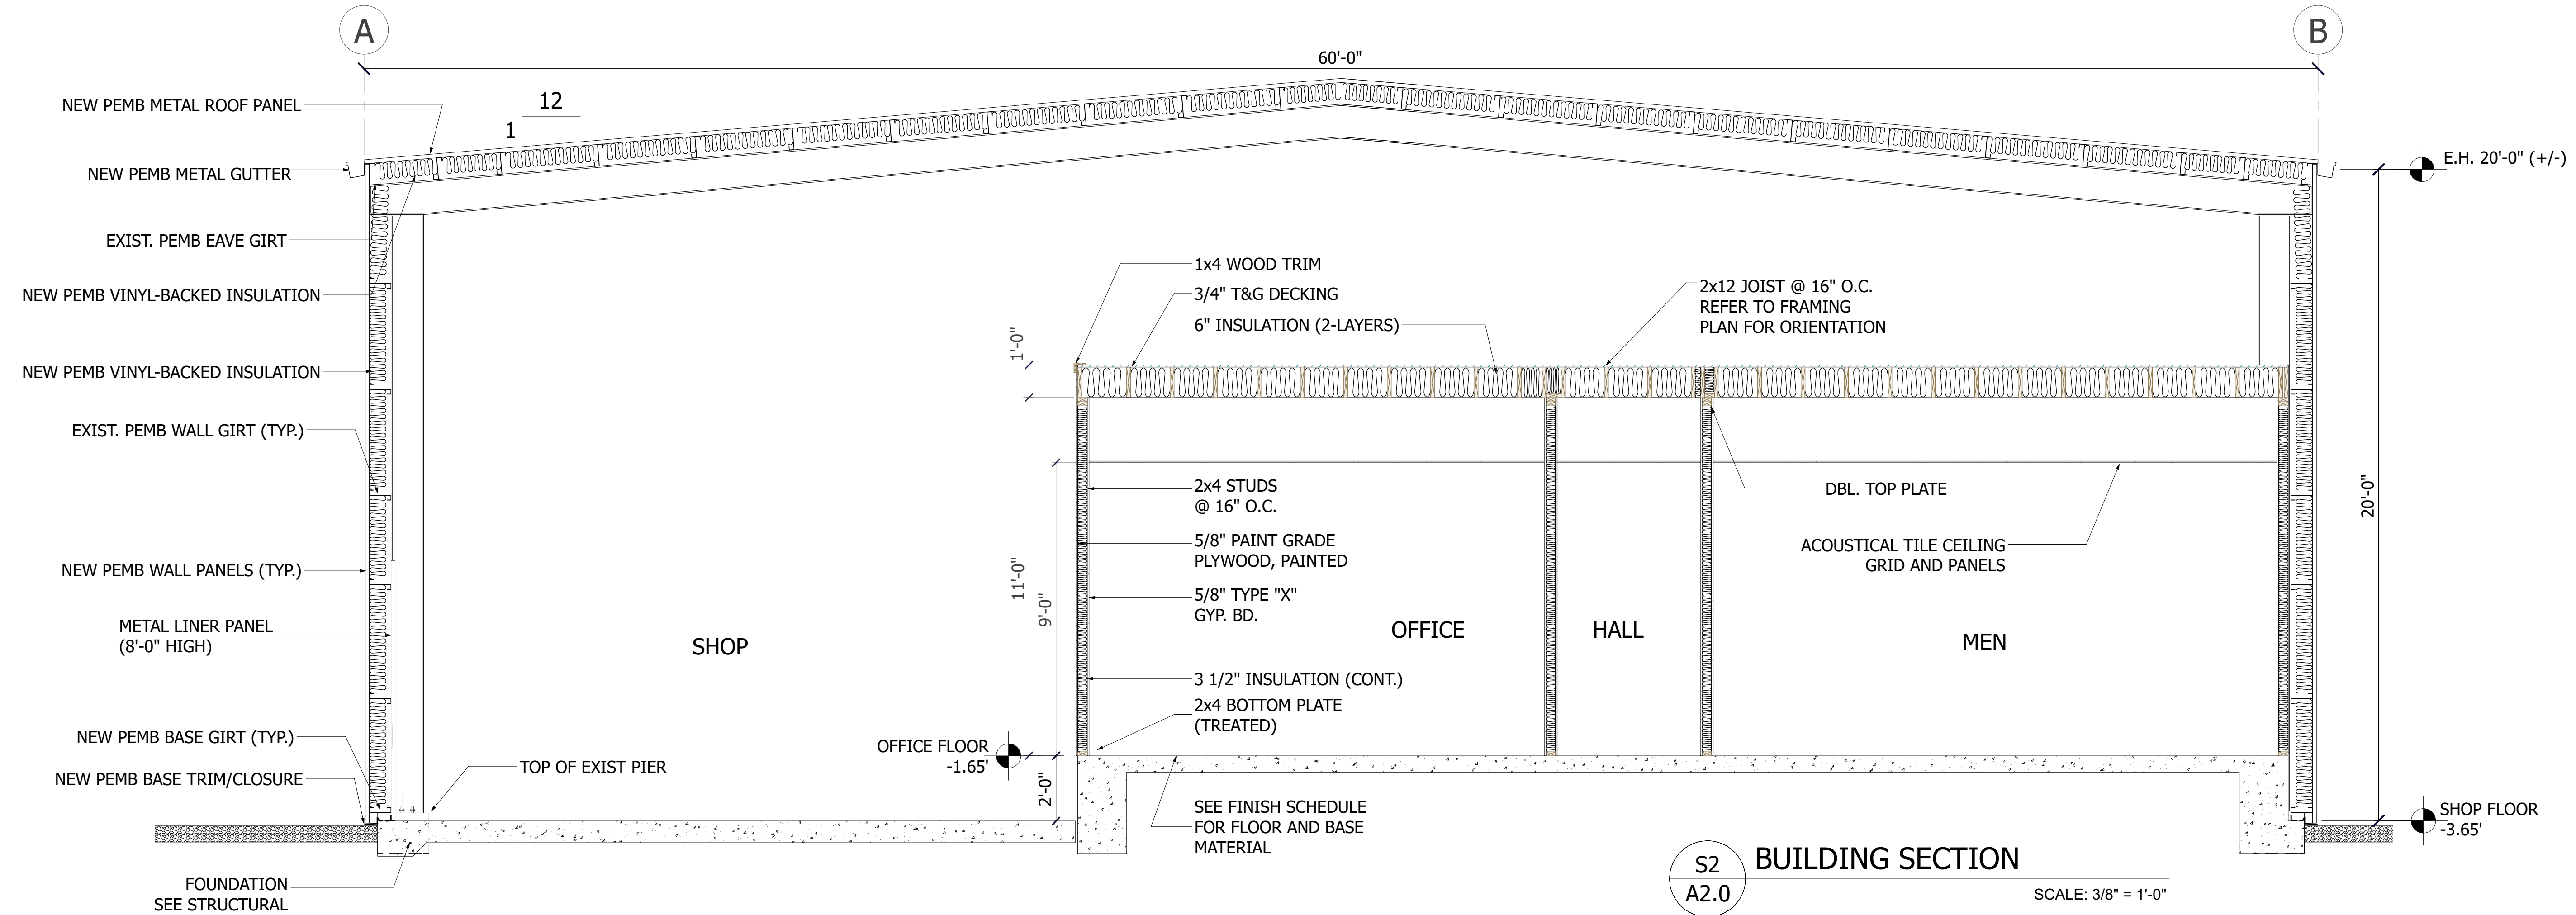 A
B
60'-0"
NEW PEMB METAL ROOF PANEL
12
1
NEW PEMB METAL GUTTER
E.H. 20'-0" (+/-)
EXIST. PEMB EAVE GIRT
NEW PEMB VINYL-BACKED INSULATION
NEW PEMB VINYL-BACKED INSULATION
EXIST. PEMB WALL GIRT (TYP.)
NEW PEMB WALL PANELS (TYP.)
METAL LINER PANEL
(8'-0" HIGH)
NEW PEMB BASE GIRT (TYP.)
NEW PEMB BASE TRIM/CLOSURE
FOUNDATION
SEE STRUCTURAL
TOP OF EXIST PIER
SHOP
1x4 WOOD TRIM
3/4" T&G DECKING
6" INSULATION (2-LAYERS)
2x12 JOIST @ 16" O.C.
REFER TO FRAMING
PLAN FOR ORIENTATION
1'-0"
11'-0"
9'-0"
2'-0"
2x4 STUDS
@ 16" O.C.
5/8" PAINT GRADE
PLYWOOD, PAINTED
5/8" TYPE "X"
GYP. BD.
3 1/2" INSULATION (CONT.)
2x4 BOTTOM PLATE
(TREATED)
OFFICE FLOOR
-1.65'
OFFICE
HALL
MEN
DBL. TOP PLATE
ACOUSTICAL TILE CEILING
GRID AND PANELS
20'-0"
SEE FINISH SCHEDULE
FOR FLOOR AND BASE
MATERIAL
SHOP FLOOR
-3.65'
S2
A2.0
BUILDING SECTION
SCALE: 3/8" = 1'-0"